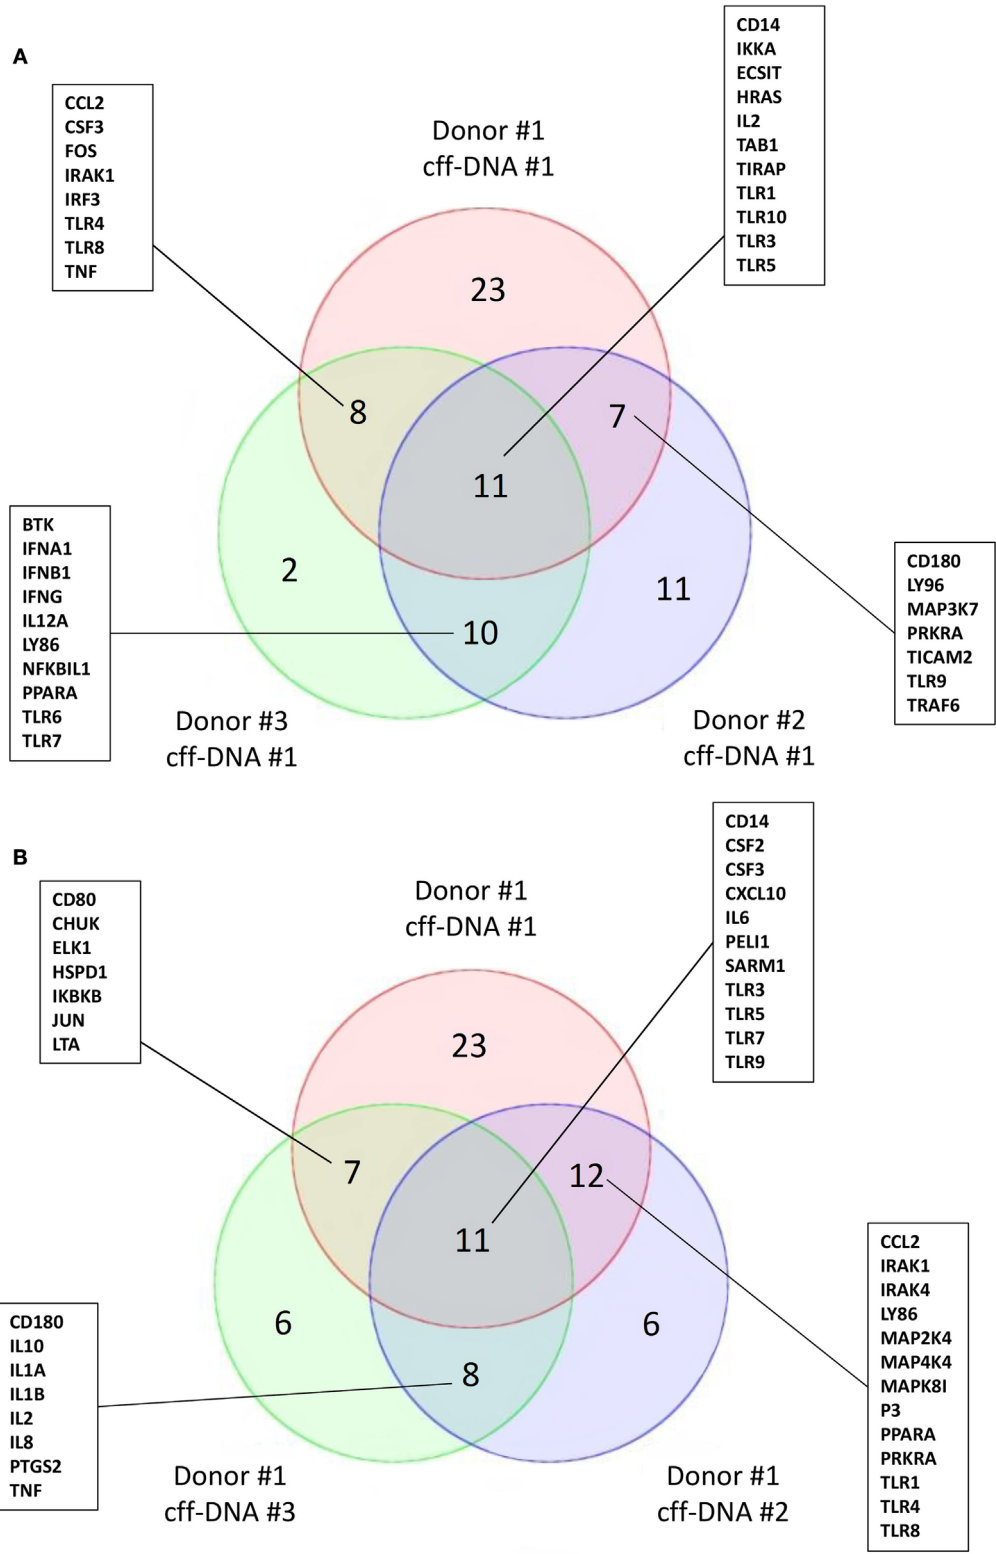 A
CCL2
CSF3
FOS
IRAK1
IRF3
TLR4
TLR8
TNF
Donor #1
cff-DNA #1
CD14
IKKA
ECSIT
HRAS
IL2
TAB1
TIRAP
TLR1
TLR10
TLR3
TLR5
23
8
7
11
2
11
10
BTK
IFNA1
IFNB1
IFNG
IL12A
LY86
NFKBIL1
PPARA
TLR6
TLR7
CD180
LY96
MAP3K7
PRKRA
TICAM2
TLR9
TRAF6
Donor #3
cff-DNA #1
Donor #2
cff-DNA #1
B
CD80
CHUK
ELK1
HSPD1
IKBKB
JUN
LTA
Donor #1
cff-DNA #1
CD14
CSF2
CSF3
CXCL10
IL6
PELI1
SARM1
TLR3
TLR5
TLR7
TLR9
23
7
12
11
6
6
8
CD180
IL10
IL1A
IL1B
IL2
IL8
PTGS2
TNF
CCL2
IRAK1
IRAK4
LY86
MAP2K4
MAP4K4
MAPK8I
P3
PPARA
PRKRA
TLR1
TLR4
TLR8
Donor #1
cff-DNA #3
Donor #1
cff-DNA #2